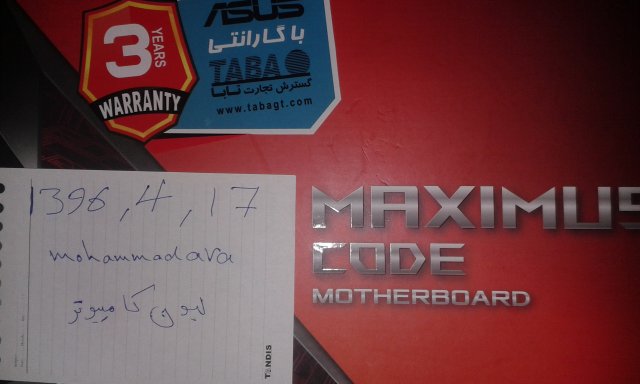 3 YEARS
WARRANTY
ASUS
با گارانتی
TABA
گسترش تجارت تابا
www.tabagt.com
1396,4,17
mohammadara
لیون کامپیوتر
TANDIS
MAXIMUS
CODE
MOTHERBOARD